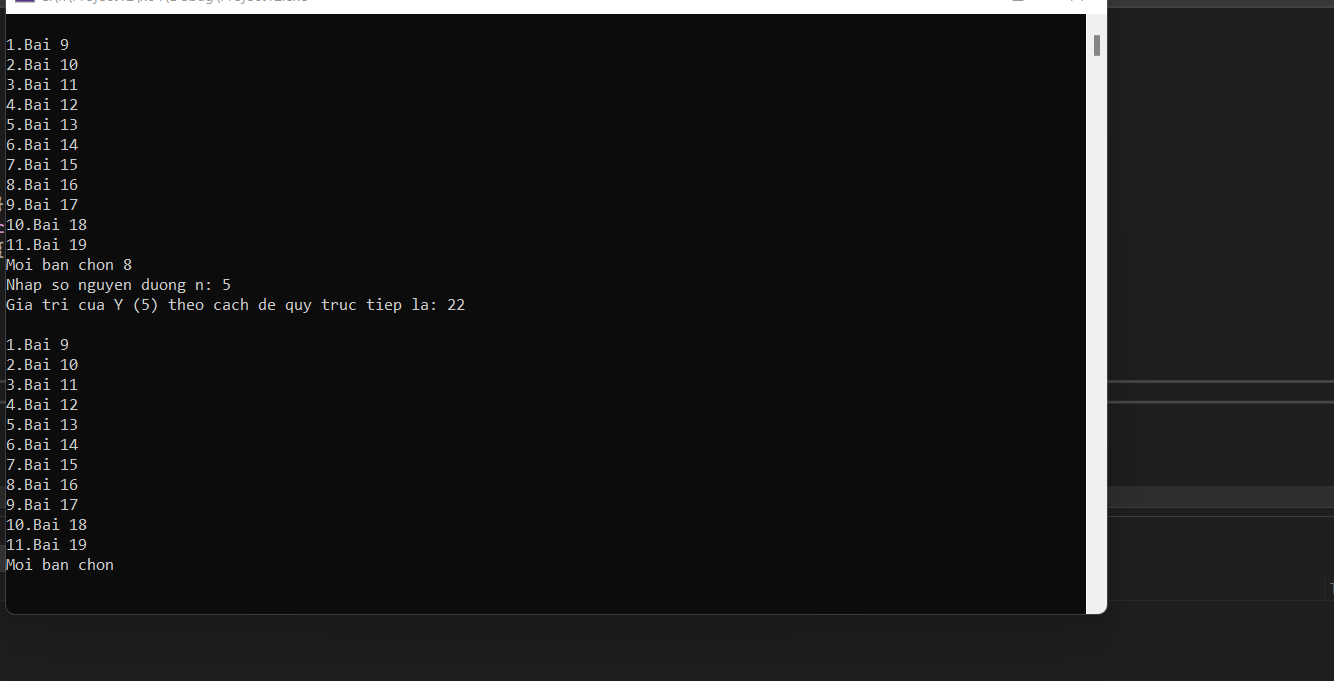 1.Bai 9
2.Bai 10
3.Bai 11
4.Bai 12
5.Bai 13
6.Bai 14
7.Bai 15
8.Bai 16
9.Bai 17
10.Bai 18
11.Bai 19
Moi ban chon 8
Nhap so nguyen duong n: 5
Gia tri cua Y (5) theo cach de quy truc tiep la: 22
1.Bai 9
2.Bai 10
3.Bai 11
4.Bai 12
5.Bai 13
6.Bai 14
7.Bai 15
8.Bai 16
9.Bai 17
10.Bai 18
11.Bai 19
Moi ban chon